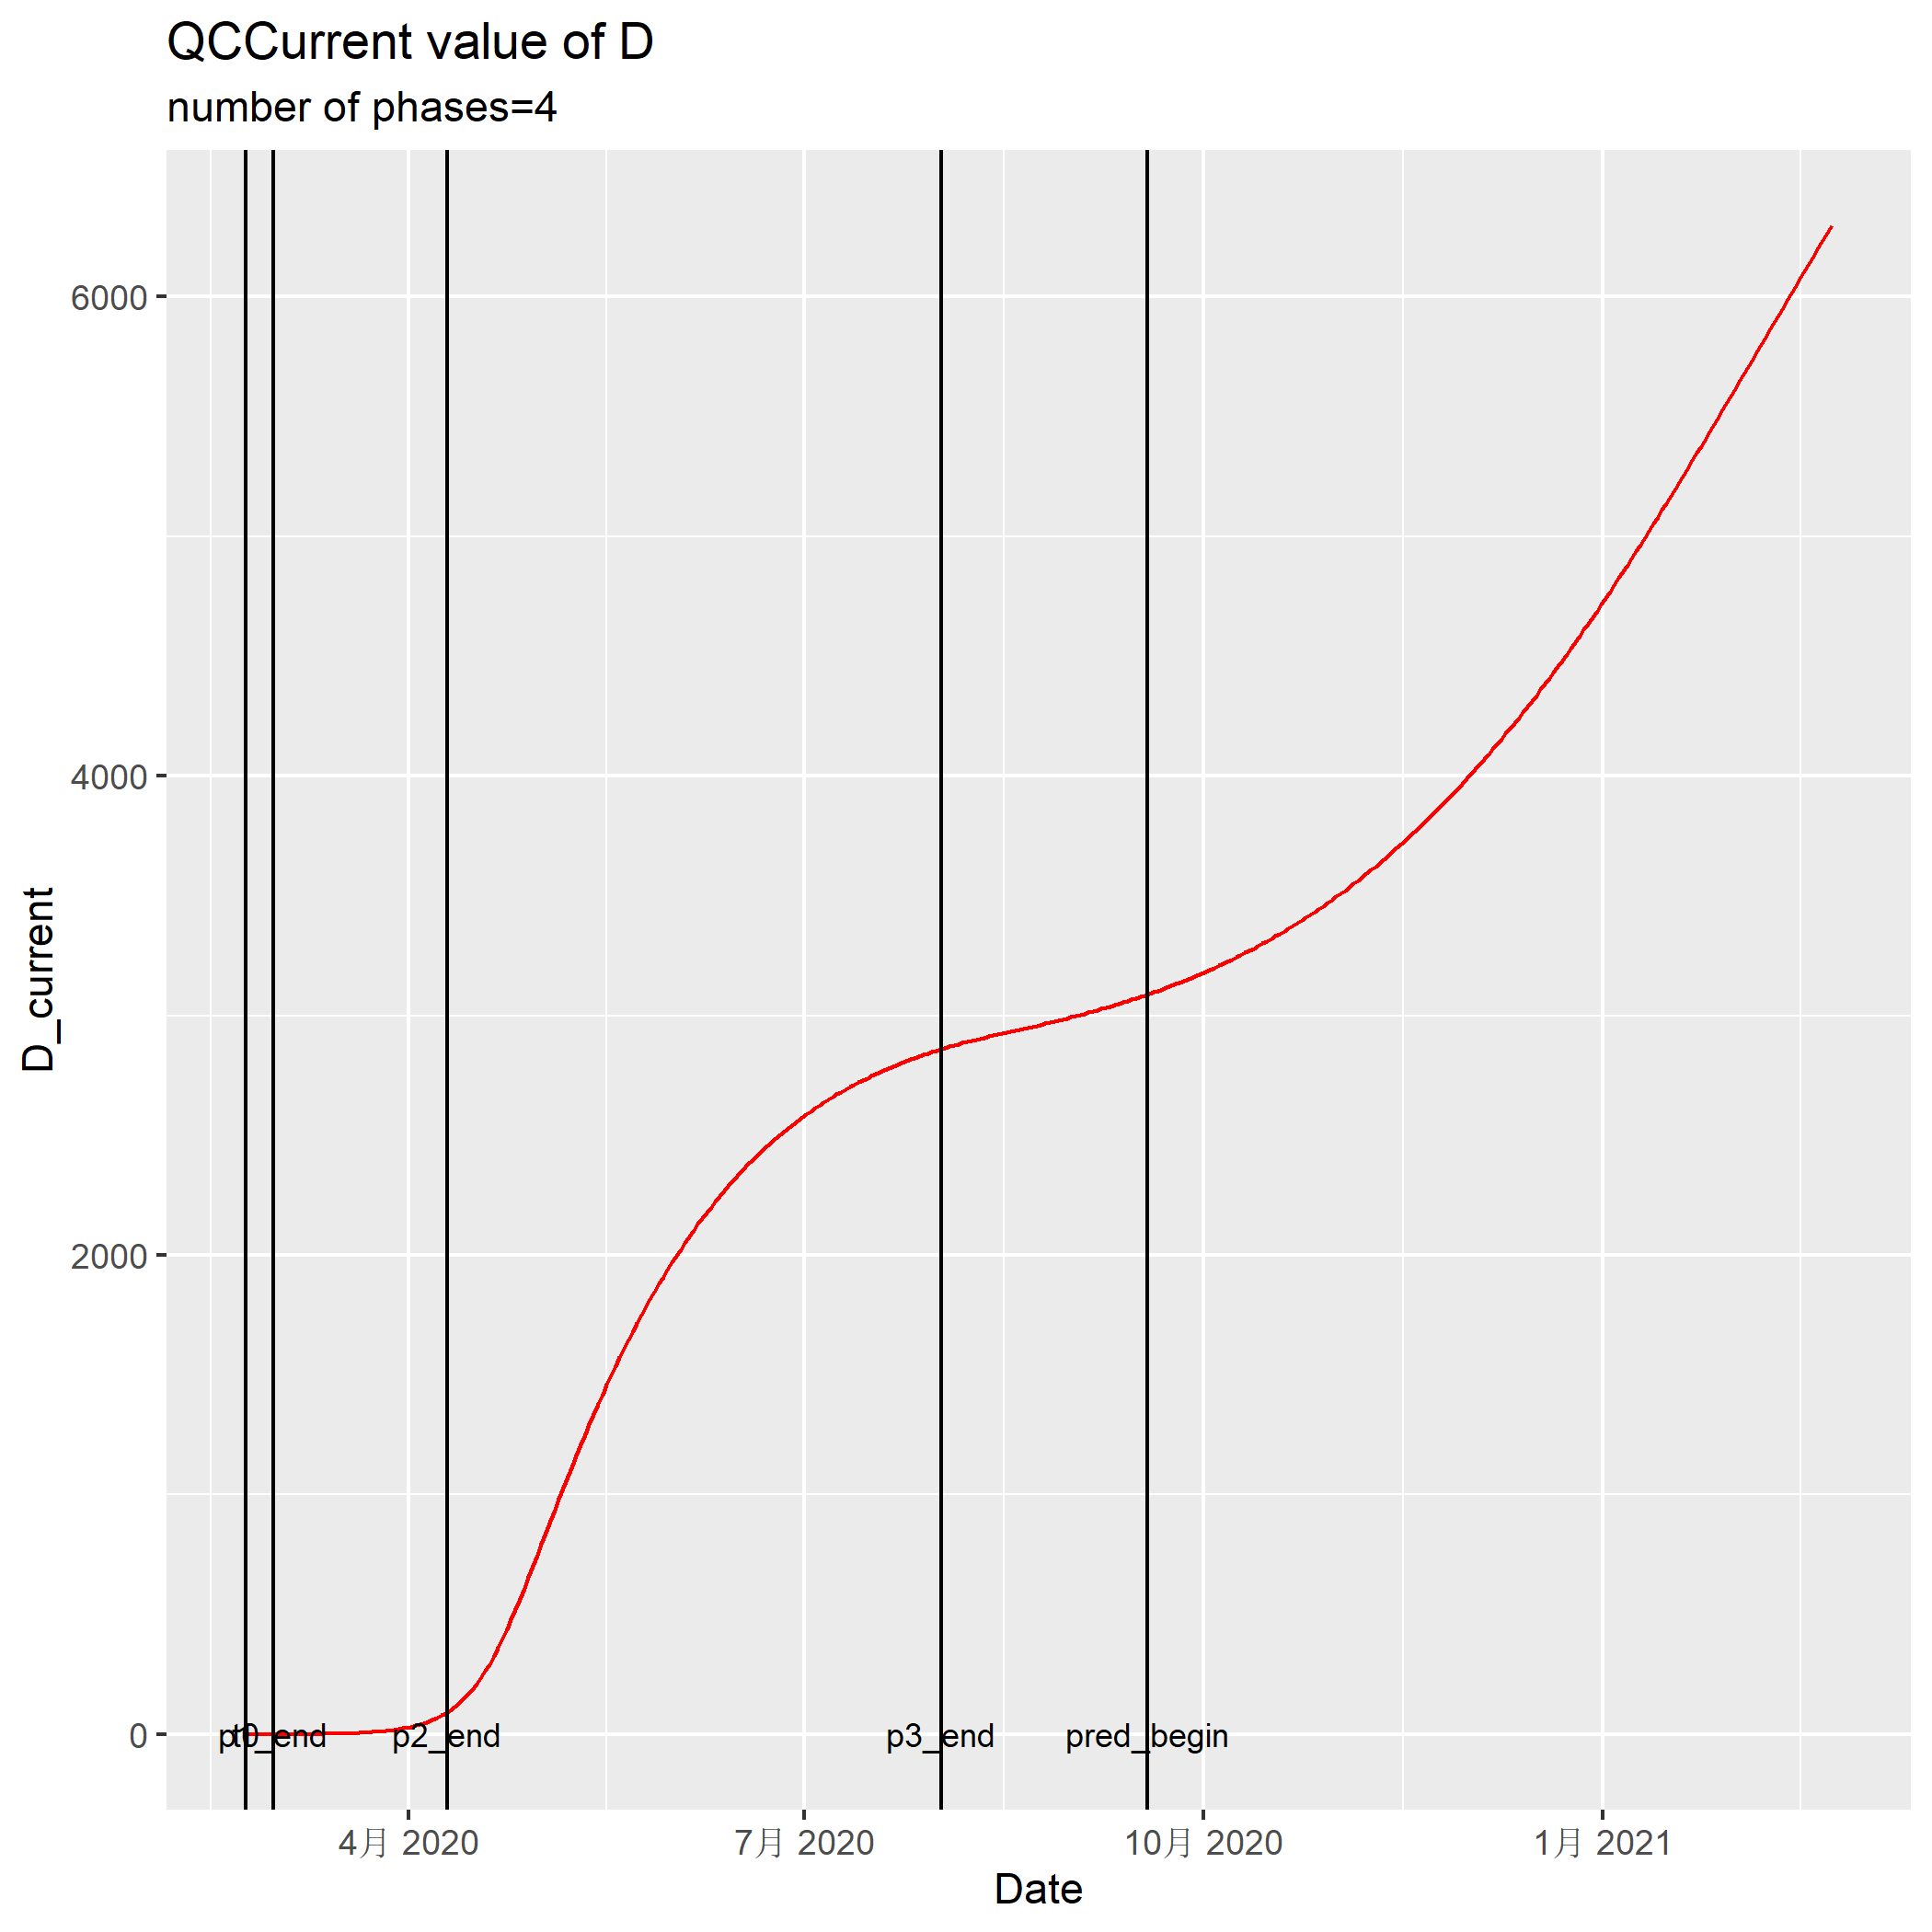 QCCurrent value of D
number of phases=4
D_current
6000
4000
2000
0
p2_end
p3_end
pred_begin
4月 2020
7月 2020
10月 2020
1月 2021
Date